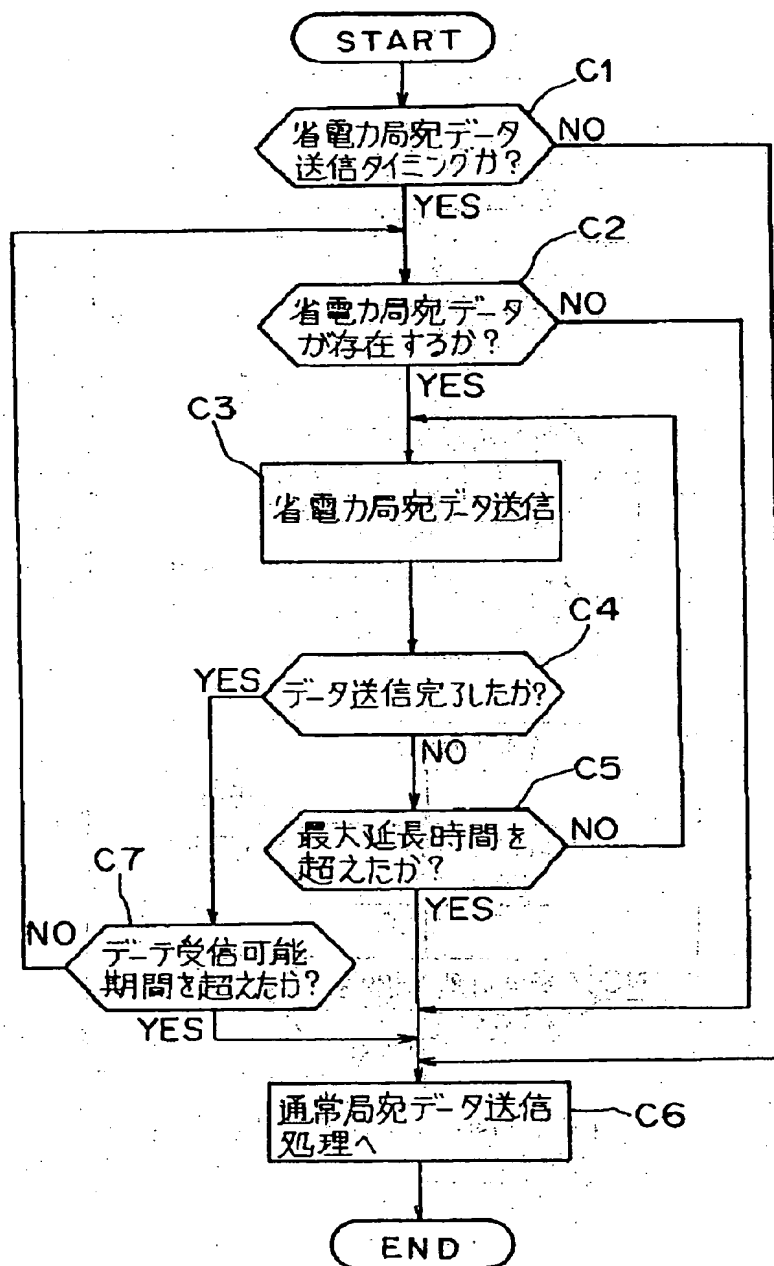 START
C1
省電力局宛データ
送信タイミングか?
NO
YES
C2
省電力局宛データ
が存在するか?
NO
YES
C3
省電力局宛データ送信
C4
YES
データ送信完了したか?
NO
C5
最大延長時間を
超えたか?
NO
YES
C7
NO
データ受信可能
期間を超えたか?
YES
通常局宛データ送信
処理へ
C6
END